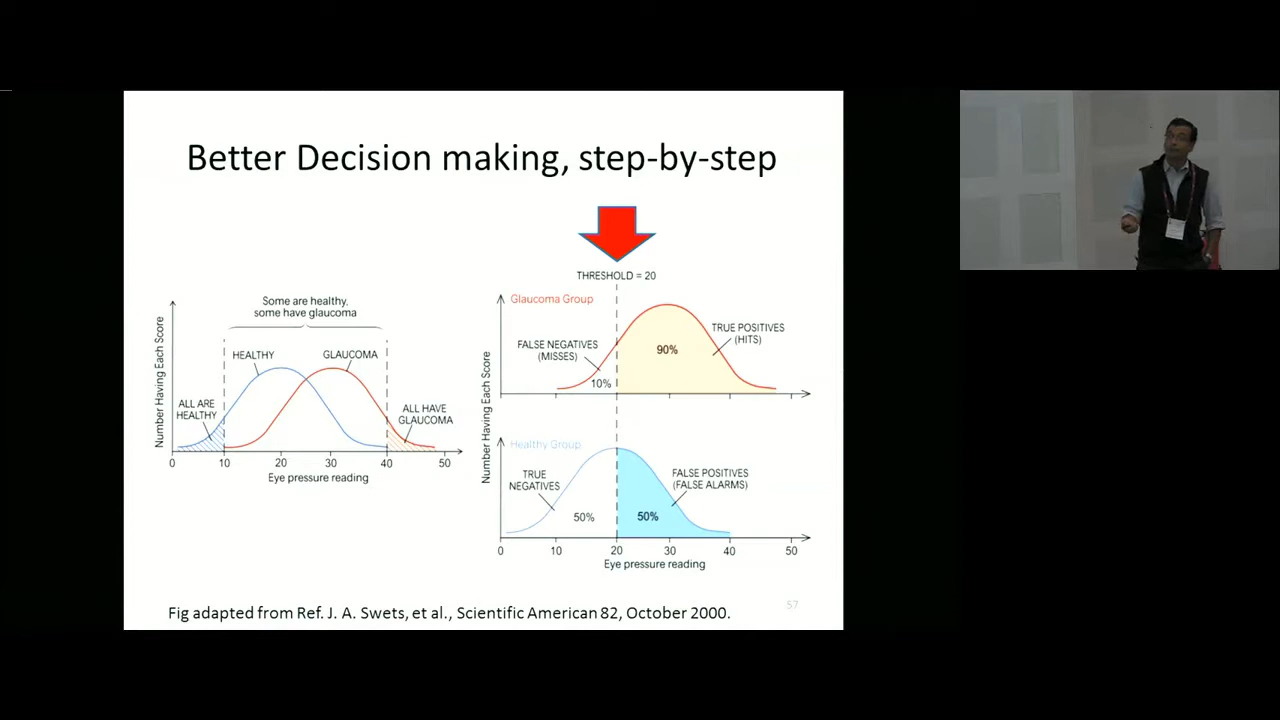 Better Decision making, step-by-step
THRESHOLD = 20
Some are healthy,
some have glaucoma
Number Having Each Score
HEALTHY
GLAUCOMA
ALL ARE
HEALTHY
ALL HAVE
GLAUCOMA
0 10 20 30 40 50
Eye pressure reading
Number Having Each Score
Glaucoma Group
FALSE NEGATIVES
(MISSES)
10%
90%
TRUE POSITIVES
(HITS)
Healthy Group
TRUE
NEGATIVES
50%
50%
FALSE POSITIVES
(FALSE ALARMS)
0 10 20 30 40 50
Eye pressure reading
57
Fig adapted from Ref. J. A. Swets, et al., Scientific American 82, October 2000.